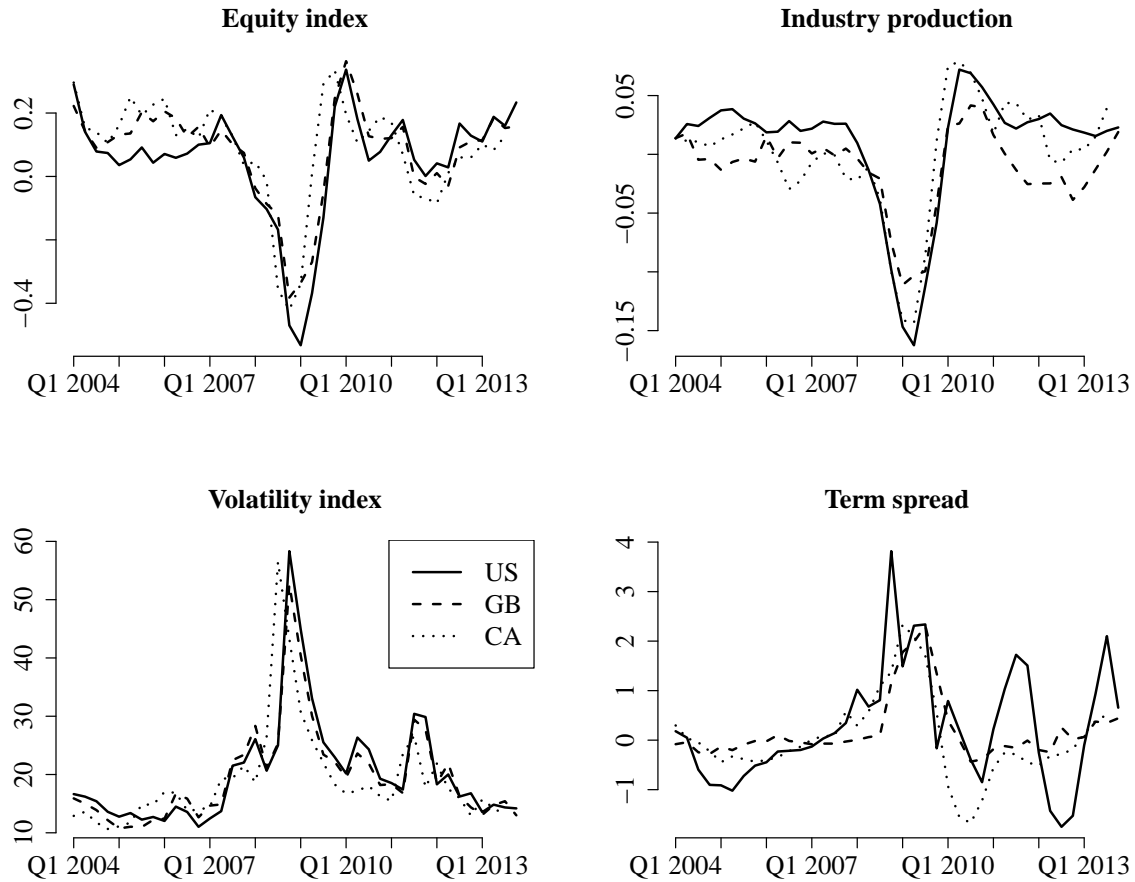 Equity index
0.2
0.0
−0.4
Q1 2004 Q1 2007 Q1 2010 Q1 2013
Industry production
0.05
−0.05
−0.15
Q1 2004 Q1 2007 Q1 2010 Q1 2013
Volatility index
60
50
40
30
20
10
US
GB
CA
Q1 2004 Q1 2007 Q1 2010 Q1 2013
Term spread
4
3
2
1
0
−1
Q1 2004 Q1 2007 Q1 2010 Q1 2013